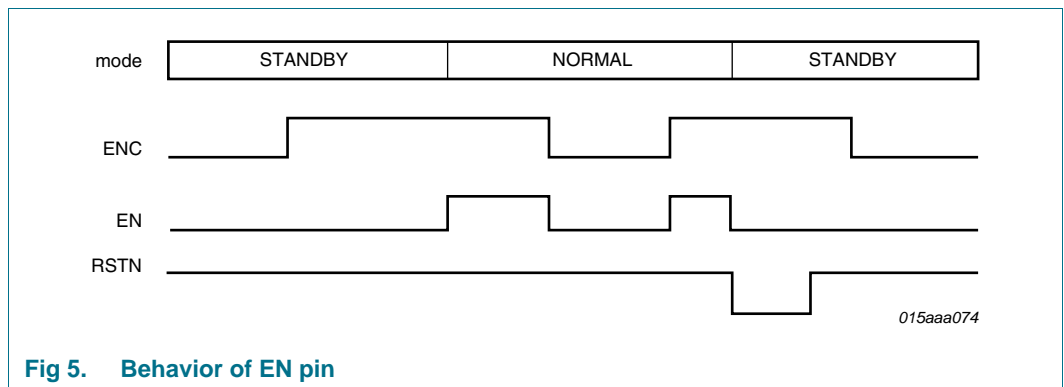 mode STANDBY NORMAL STANDBY
ENC
EN
RSTN
015aaa074
Fig 5. Behavior of EN pin